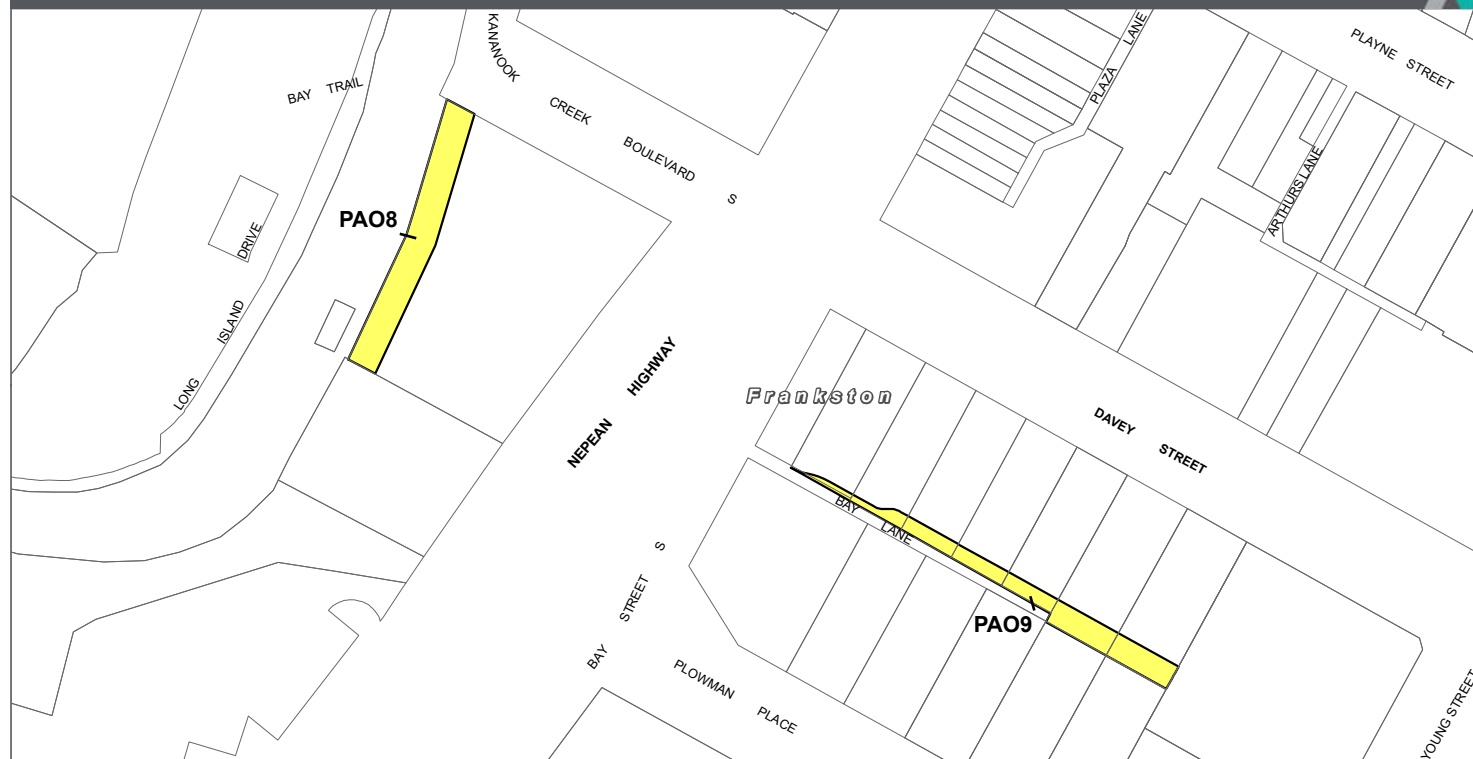 KANANOOK
CREEK
BOULEVARD
S
BAY TRAIL
PLAZA LANE
PLAYNE STREET
ARTHURS LANE
PAO8
LONG ISLAND DRIVE
NEPEAN HIGHWAY
Frankston
DAVEY STREET
BAY LANE
PAO9
BAY STREET S
PLOWMAN PLACE
YOUNG STREET